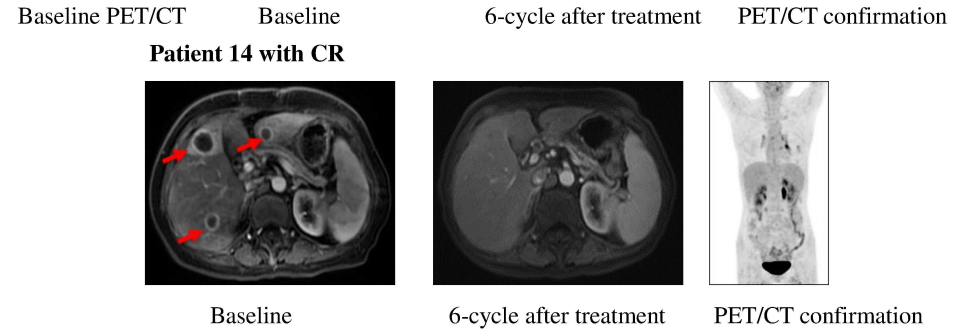 Baseline PET/CT Baseline 6-cycle after treatment PET/CT confirmation
Patient 14 with CR
Baseline 6-cycle after treatment PET/CT confirmation